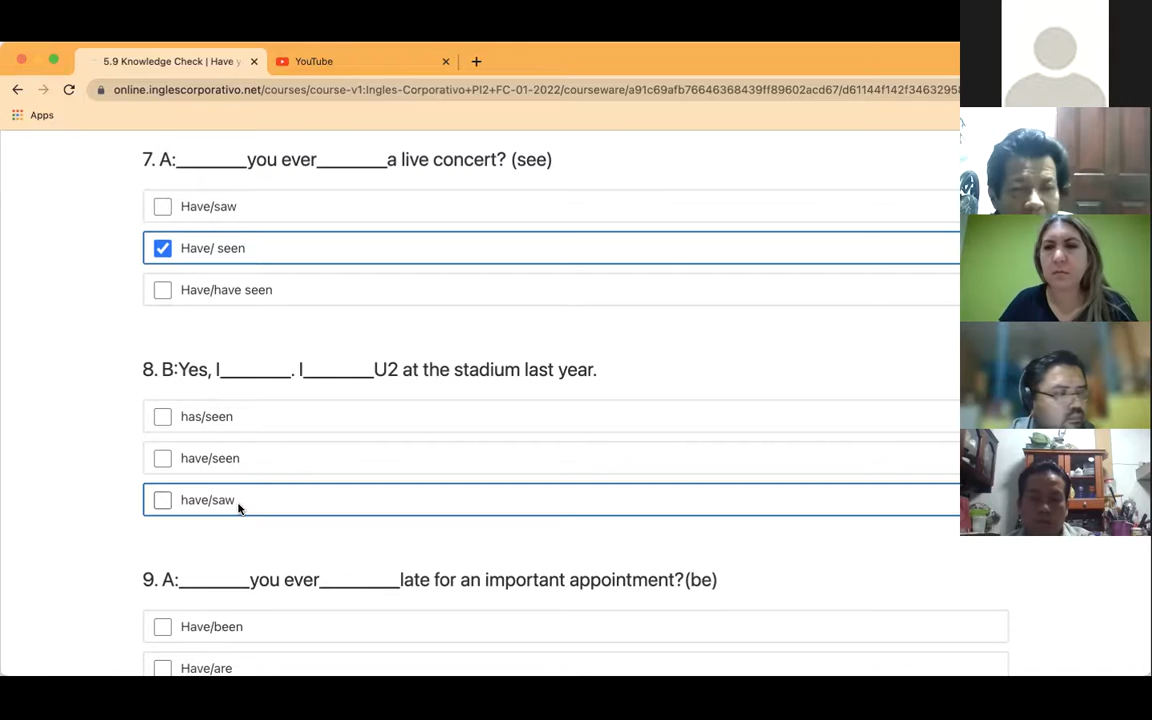 5.9 Knowledge Check | Have y
YouTube
online.inglescorporativo.net/courses/course-v1:Ingles-Corporativo+PI2+FC-01-2022/courseware/a91c69afb76646368439ff89602acd67/d61144f142f3463295
Apps
7. A:________you ever________a live concert? (see)
Have/saw
Have/ seen
Have/have seen
8. B:Yes, I________. I________U2 at the stadium last year.
has/seen
have/seen
have/saw
9. A:________you ever_________late for an important appointment?(be)
Have/been
Have/are